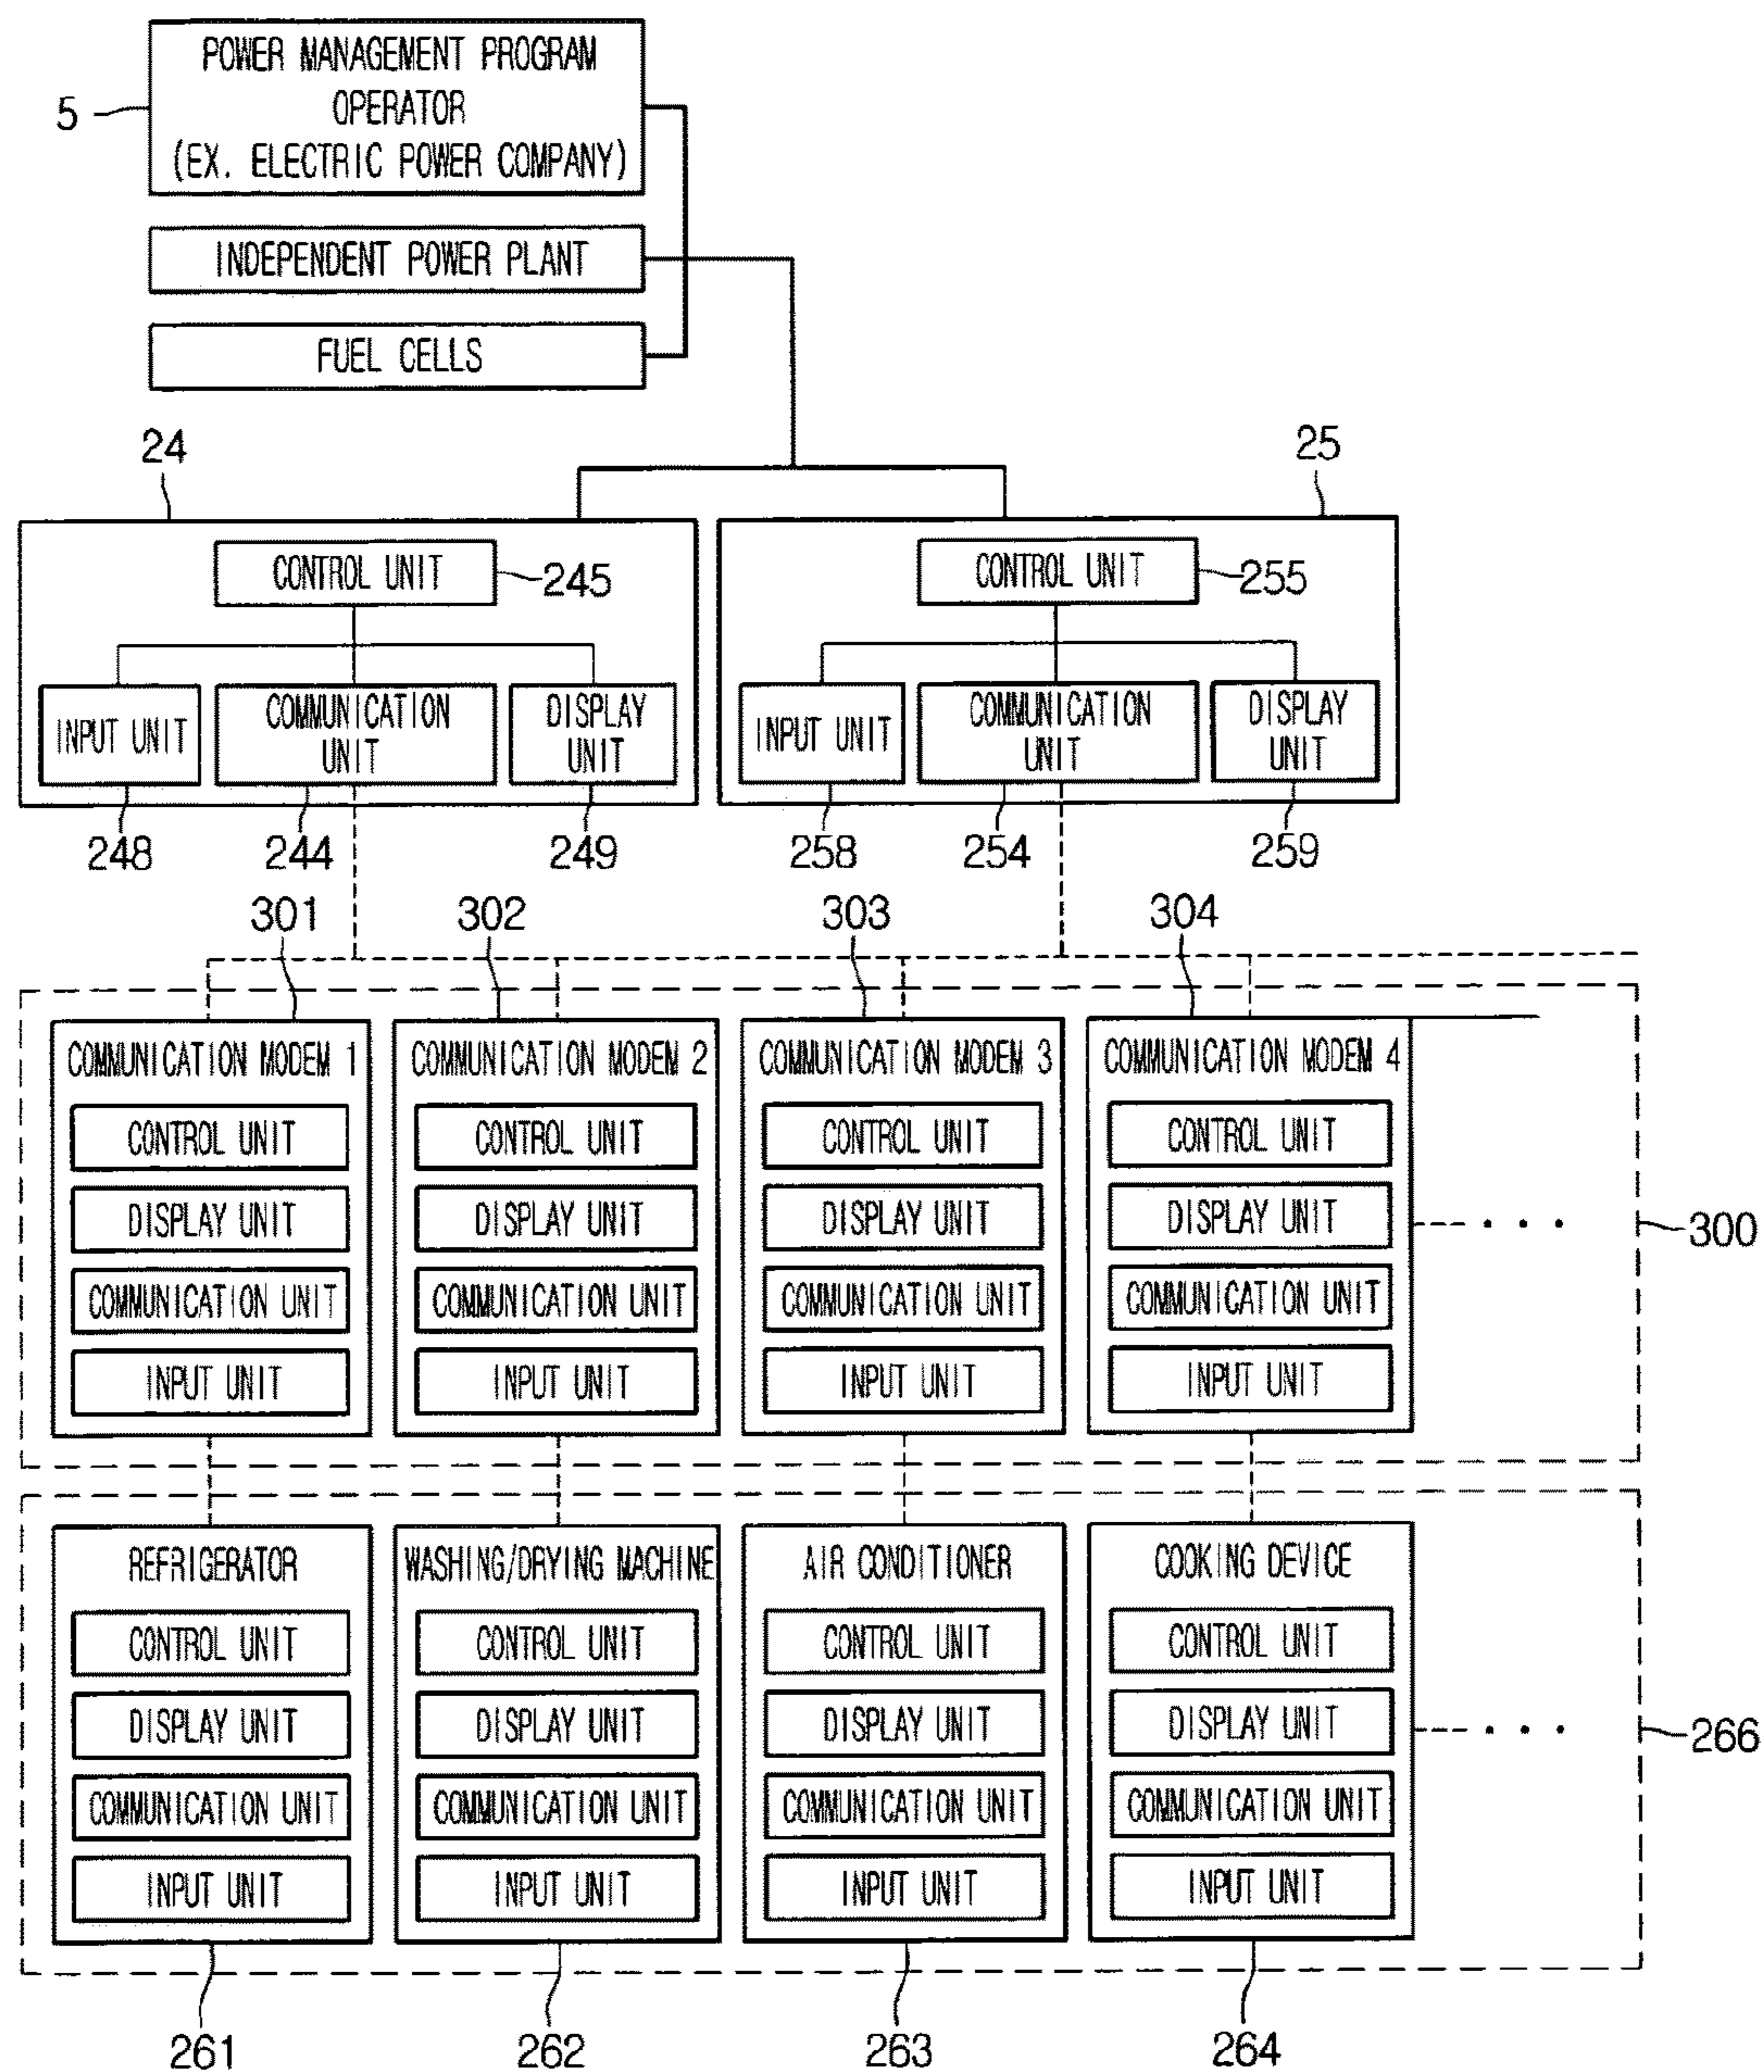 POWER MANAGEMENT PROGRAM
OPERATOR
(EX. ELECTRIC POWER COMPANY)
5
INDEPENDENT POWER PLANT
FUEL CELLS
24
25
CONTROL UNIT
245
CONTROL UNIT
255
INPUT UNIT
COMMUNICATION
UNIT
DISPLAY
UNIT
INPUT UNIT
COMMUNICATION
UNIT
DISPLAY
UNIT
248
244
249
258
254
259
301
302
303
304
COMMUNICATION MODEM 1
COMMUNICATION MODEM 2
COMMUNICATION MODEM 3
COMMUNICATION MODEM 4
CONTROL UNIT
CONTROL UNIT
CONTROL UNIT
CONTROL UNIT
DISPLAY UNIT
DISPLAY UNIT
DISPLAY UNIT
DISPLAY UNIT
. . .
300
COMMUNICATION UNIT
COMMUNICATION UNIT
COMMUNICATION UNIT
COMMUNICATION UNIT
INPUT UNIT
INPUT UNIT
INPUT UNIT
INPUT UNIT
REFRIGERATOR
WASHING/DRYING MACHINE
AIR CONDITIONER
COOKING DEVICE
CONTROL UNIT
CONTROL UNIT
CONTROL UNIT
CONTROL UNIT
DISPLAY UNIT
DISPLAY UNIT
DISPLAY UNIT
DISPLAY UNIT
. . .
266
COMMUNICATION UNIT
COMMUNICATION UNIT
COMMUNICATION UNIT
COMMUNICATION UNIT
INPUT UNIT
INPUT UNIT
INPUT UNIT
INPUT UNIT
261
262
263
264